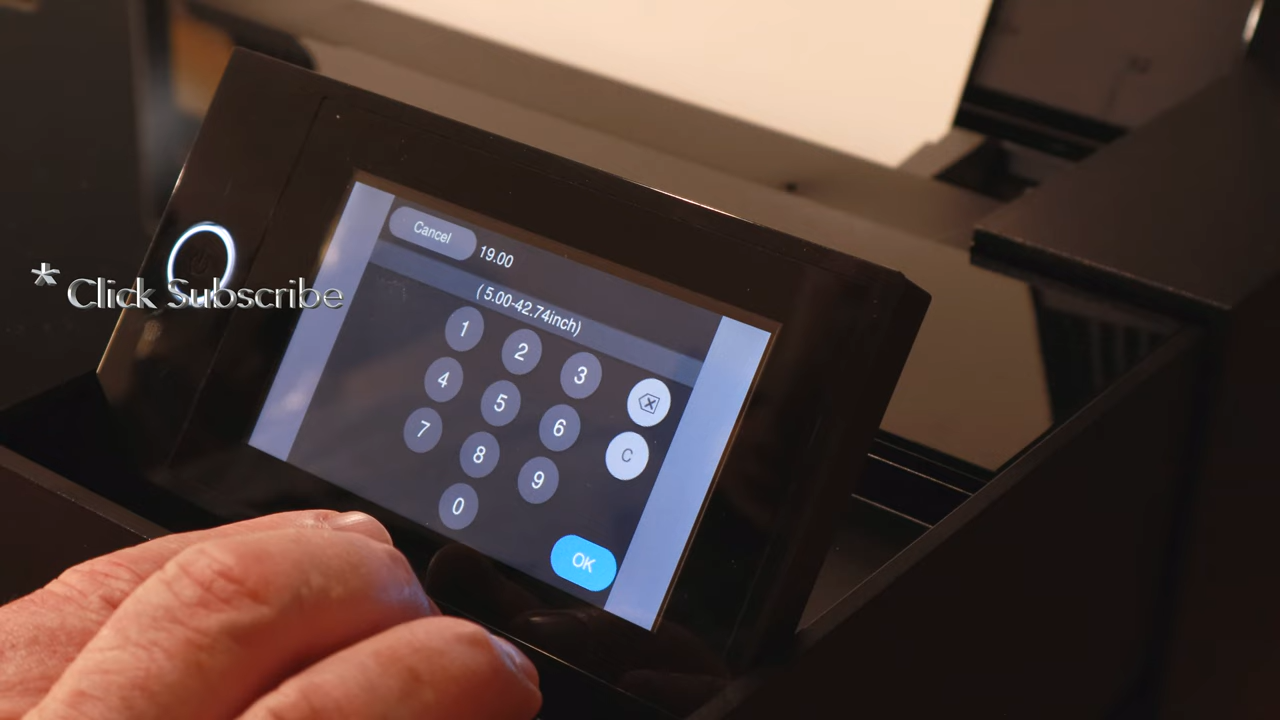 Cancel
19.00
(5.00-42.74inch)
1 2 3
4 5 6
C
7 8 9
0
OK
* Click Subscribe